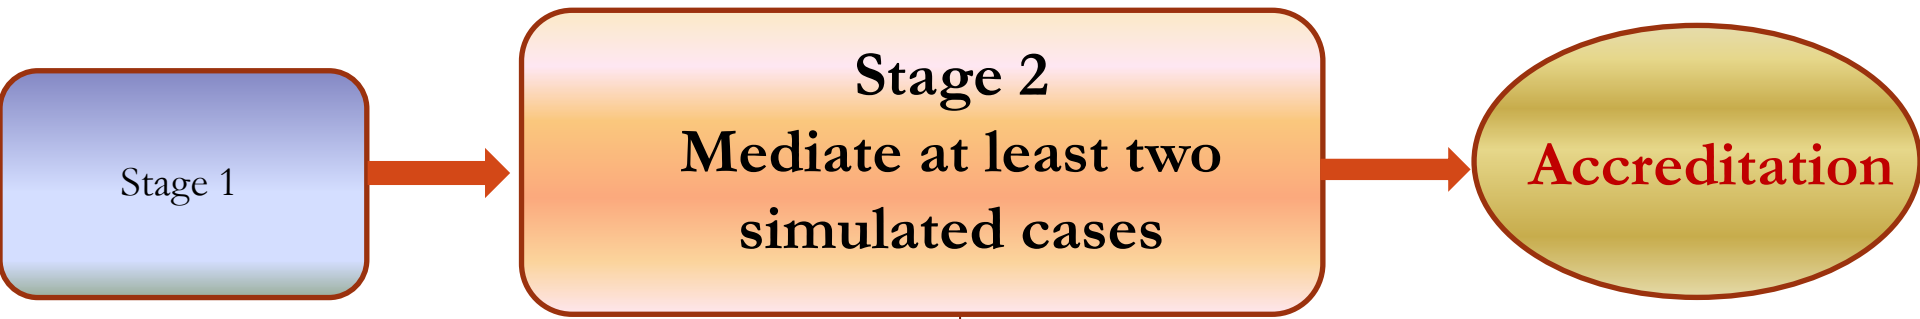 Stage 1
Stage 2
Mediate at least two
simulated cases
Accreditation